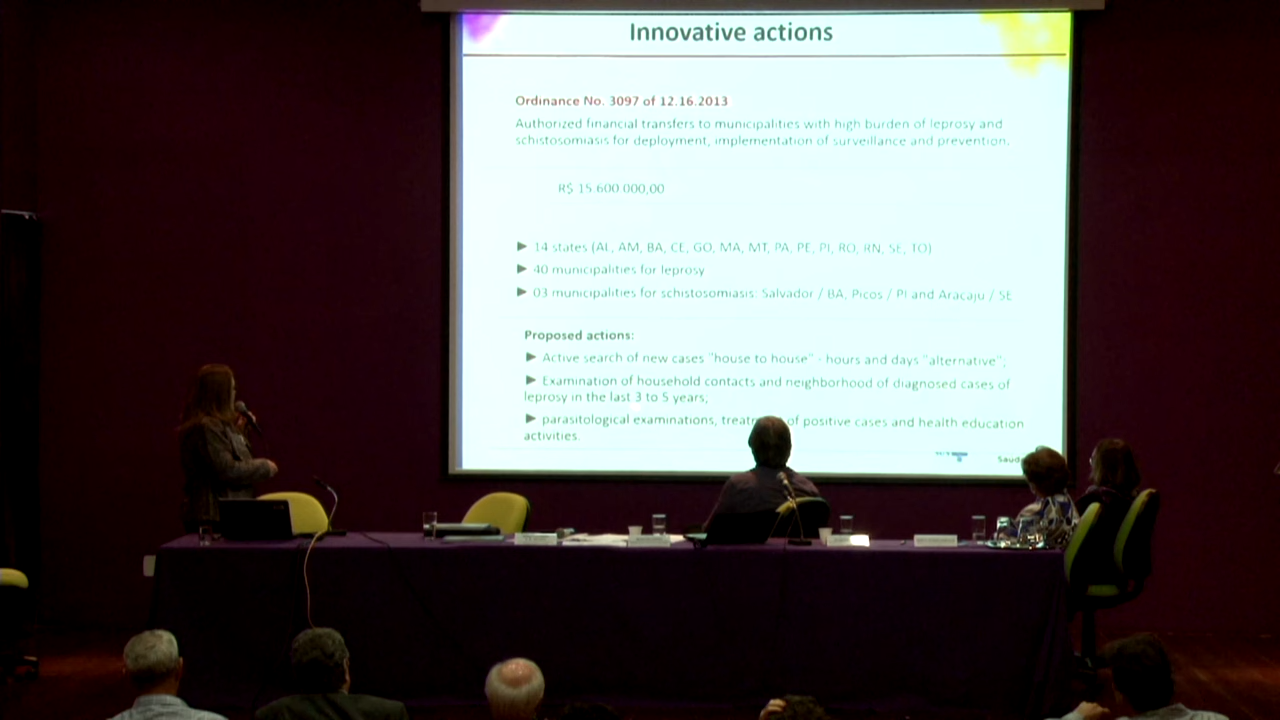 Innovative actions
Ordinance No. 3097 of 12.16.2013
Authorized financial transfers to municipalities with high burden of leprosy and
schistosomiasis for deployment, implementation of surveillance and prevention.
R$ 15.600.000,00
► 14 states (AL, AM, BA, CE, GO, MA, MT, PA, PE, PI, RO, RN, SE, TO)
► 40 municipalities for leprosy
► 03 municipalities for schistosomiasis: Salvador / BA, Picos / PI and Aracaju / SE
Proposed actions:
► Active search of new cases "house to house" - hours and days "alternative";
► Examination of household contacts and neighborhood of diagnosed cases of
leprosy in the last 3 to 5 years;
► parasitological examinations, of positive cases and health education
activities.